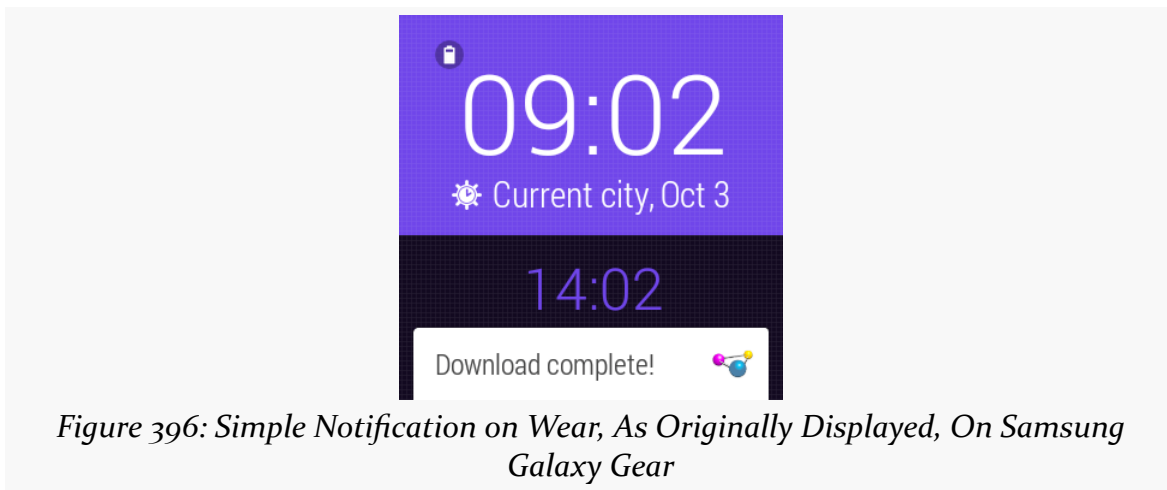 09:02
Current city, Oct 3
14:02
Download complete!
Figure 396: Simple Notification on Wear, As Originally Displayed, On Samsung
Galaxy Gear